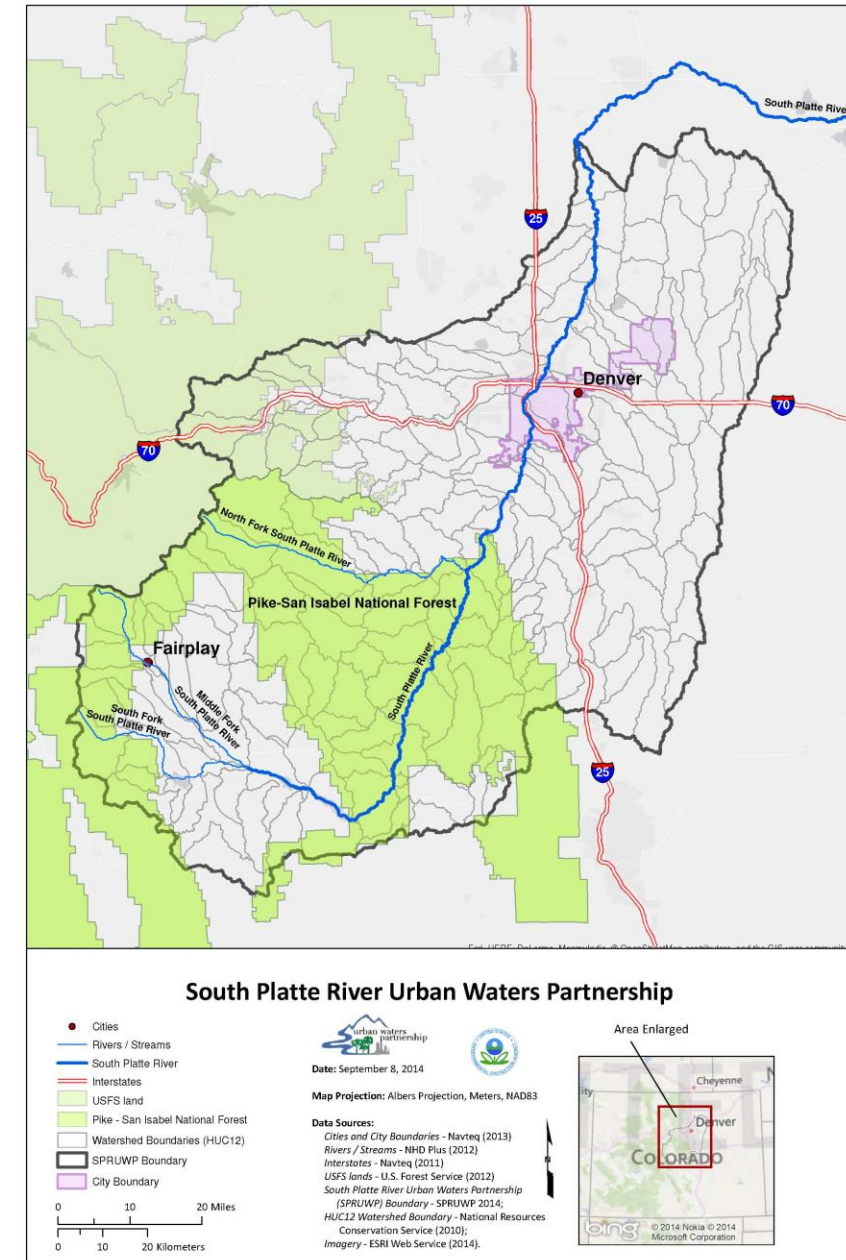 South Platte River
25
Denver
70
70
North Fork South Platte River
Pike-San Isabel National Forest
Fairplay
South Platte River
Middle Fork
South Platte River
South Fork
South Platte River
25
South Platte River Urban Waters Partnership
Cities
Rivers / Streams
South Platte River
Interstates
USFS land
Pike - San Isabel National Forest
Watershed Boundaries (HUC12)
SPRUWP Boundary
City Boundary
0 10 20 Miles
0 10 20 Kilometers
urban waters
partnership
Date: September 8, 2014
Map Projection: Albers Projection, Meters, NAD83
Data Sources:
Cities and City Boundaries - Navteq (2013)
Rivers / Streams - NHD Plus (2012)
Interstates - Navteq (2011)
USFS lands - U.S. Forest Service (2012)
South Platte River Urban Waters Partnership
(SPRUWP) Boundary - SPRUWP 2014;
HUC12 Watershed Boundary - National Resources
Conservation Service (2010);
Imagery - ESRI Web Service (2014).
N
Area Enlarged
Cheyenne
Denver
COLORADO
bing
© 2014 Nokia © 2014
Microsoft Corporation